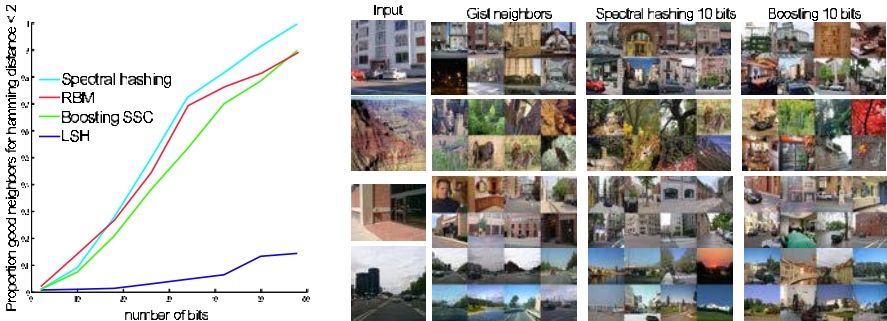 Proportion good neighbors for hamming distance < 2
Spectral hashing
RBM
Boosting SSC
LSH
number of bits
Input
Gist neighbors
Spectral hashing 10 bits
Boosting 10 bits